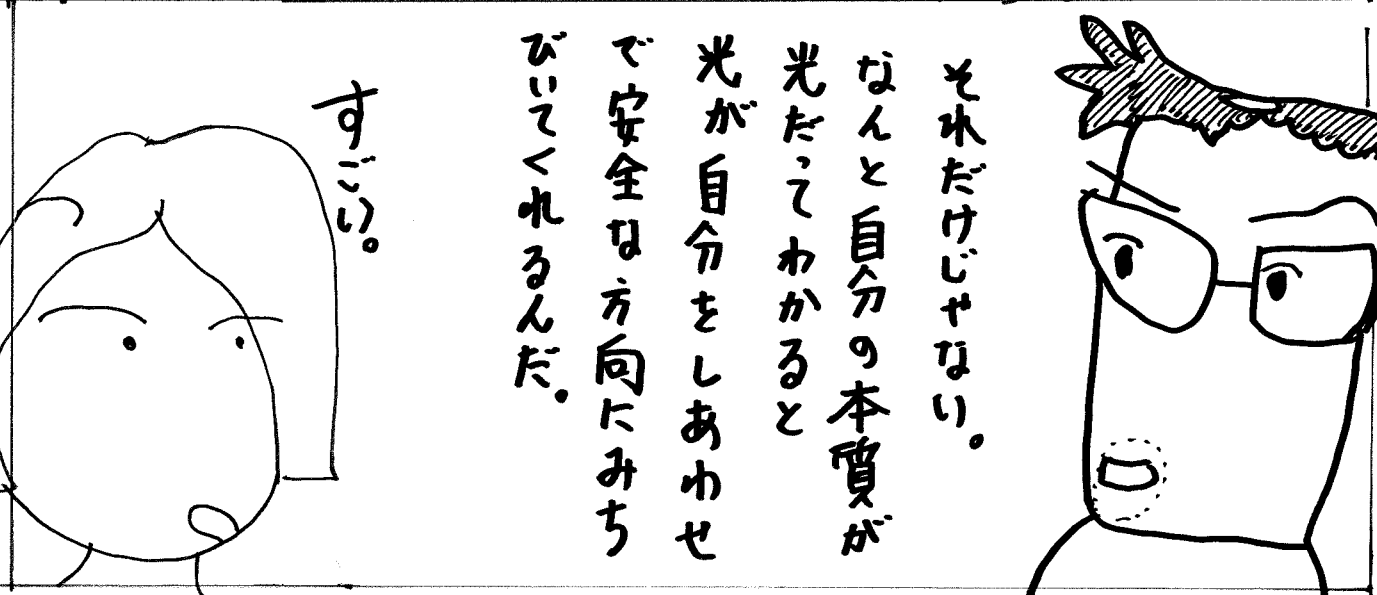 それだけじゃない。
なんと自分の本質が
光だってわかると
光が自分をしあわせ
で安全な方向にみち
びいてくれるんだ。
すごい。